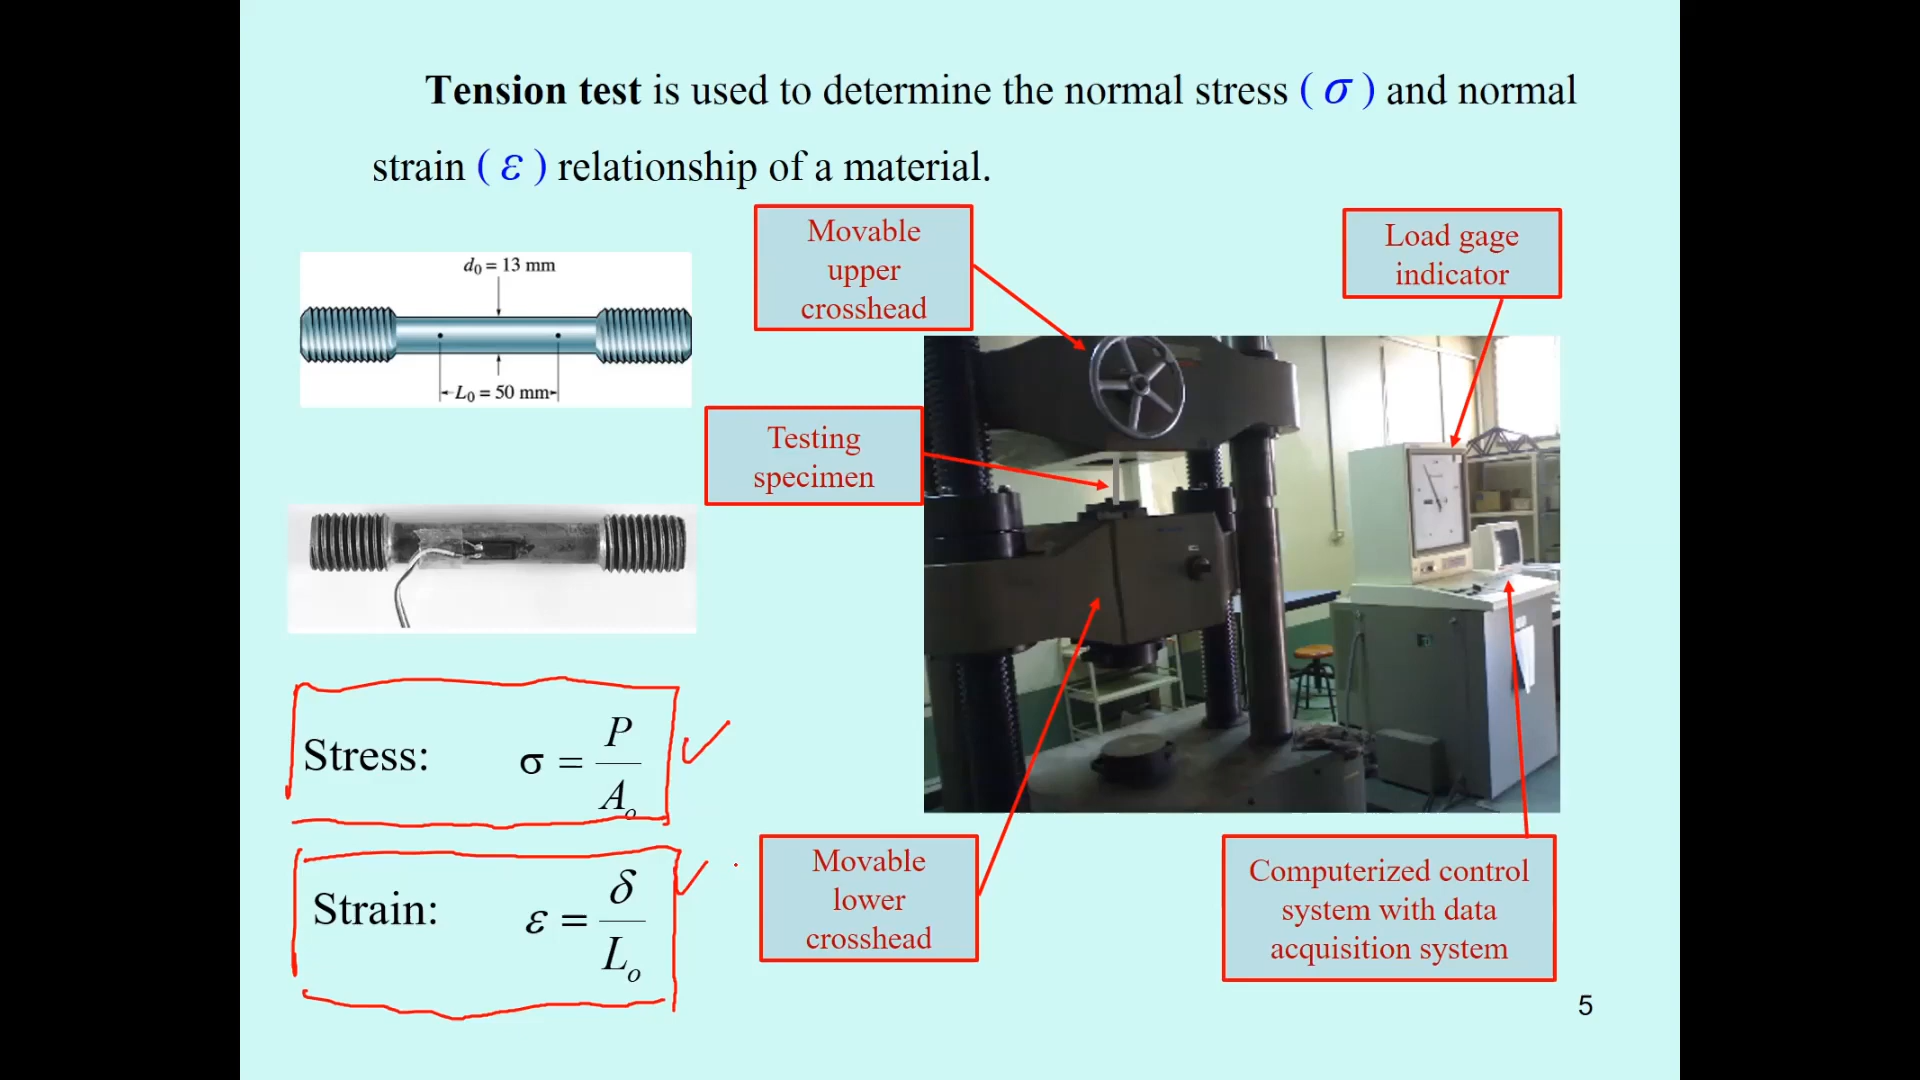 Tension test is used to determine the normal stress ( σ ) and normal
strain ( ε ) relationship of a material.
Movable
upper
crosshead
Load gage
indicator
d₀ = 13 mm
L₀ = 50 mm
Testing
specimen
Stress: σ = P / Aₒ
Strain: ε = δ / Lₒ
Movable
lower
crosshead
Computerized control
system with data
acquisition system
5